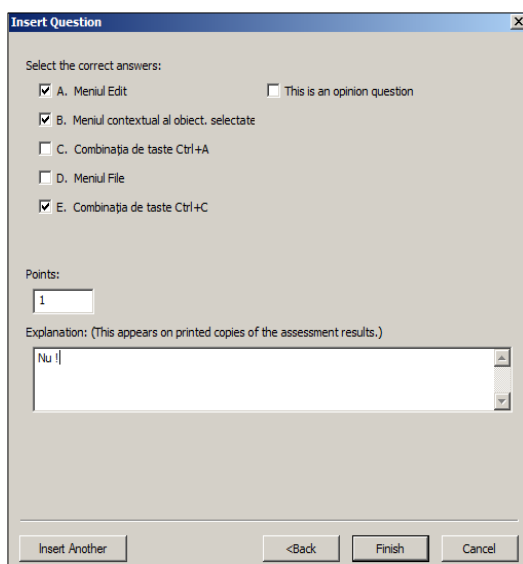 Insert Question
Select the correct answers:
A. Meniul Edit
This is an opinion question
B. Meniul contextual al obiect. selectate
C. Combinaţia de taste Ctrl+A
D. Meniul File
E. Combinaţia de taste Ctrl+C
Points:
1
Explanation: (This appears on printed copies of the assessment results.)
Nu !
Insert Another
<Back
Finish
Cancel